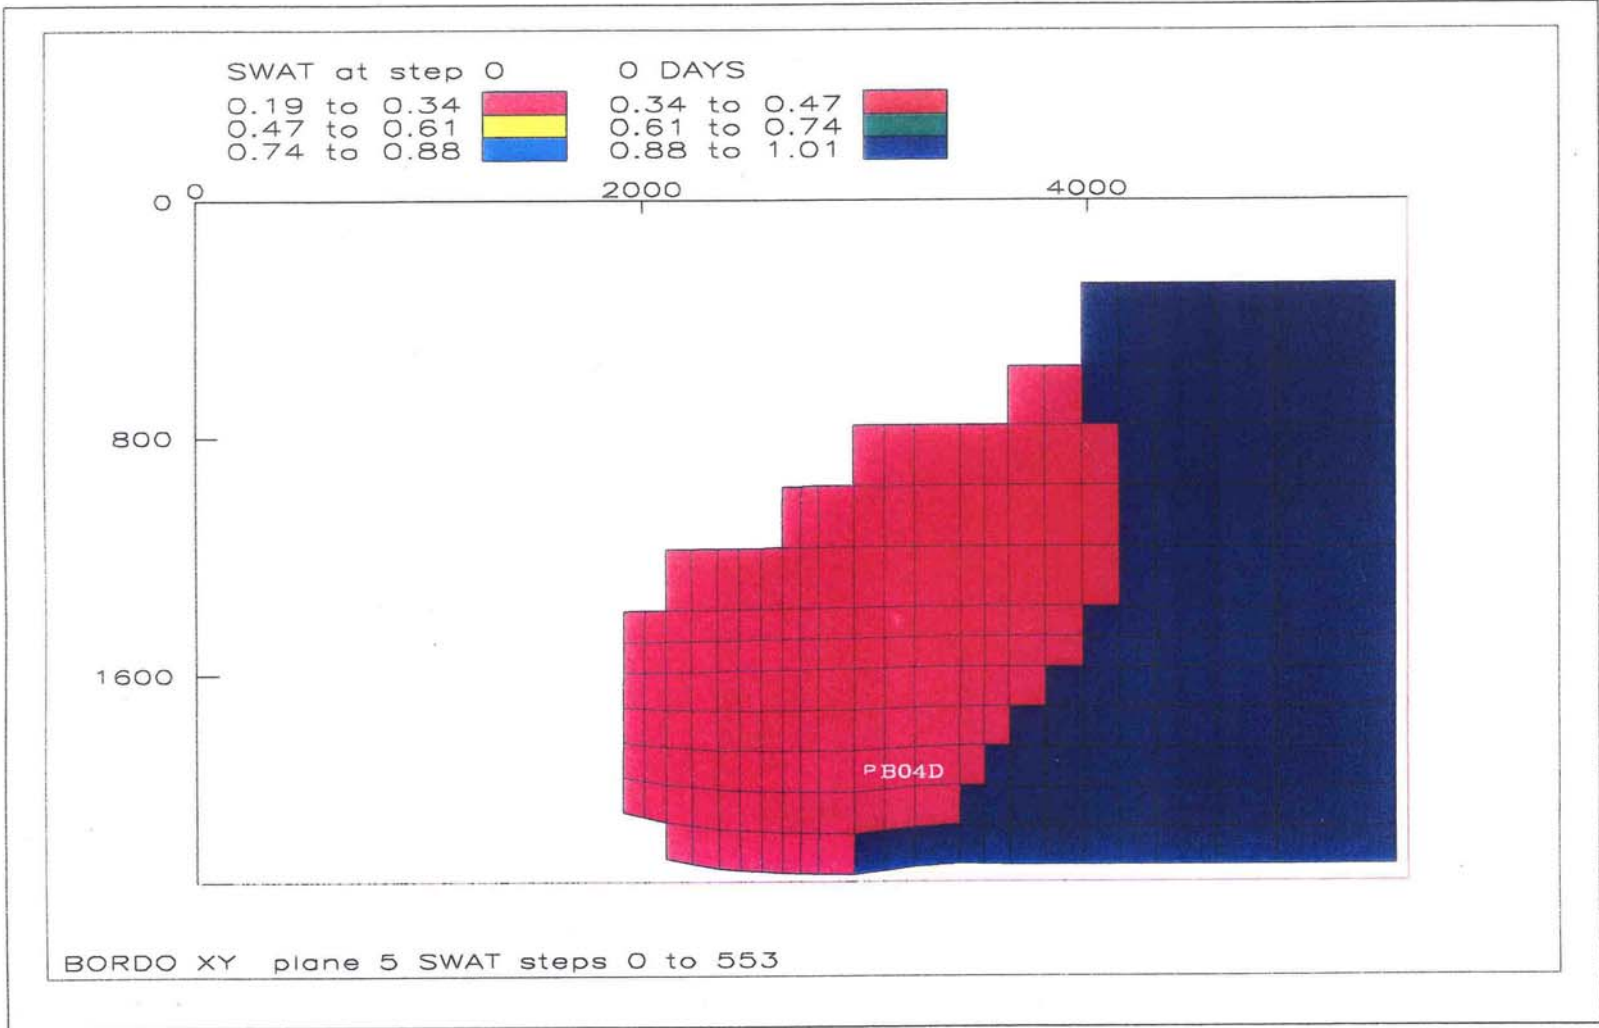 SWAT at step 0 0 DAYS
0.19 to 0.34 0.34 to 0.47
0.47 to 0.61 0.61 to 0.74
0.74 to 0.88 0.88 to 1.01
0 2000 4000
0
800
1600
P B04D
BORDO XY plane 5 SWAT steps 0 to 553